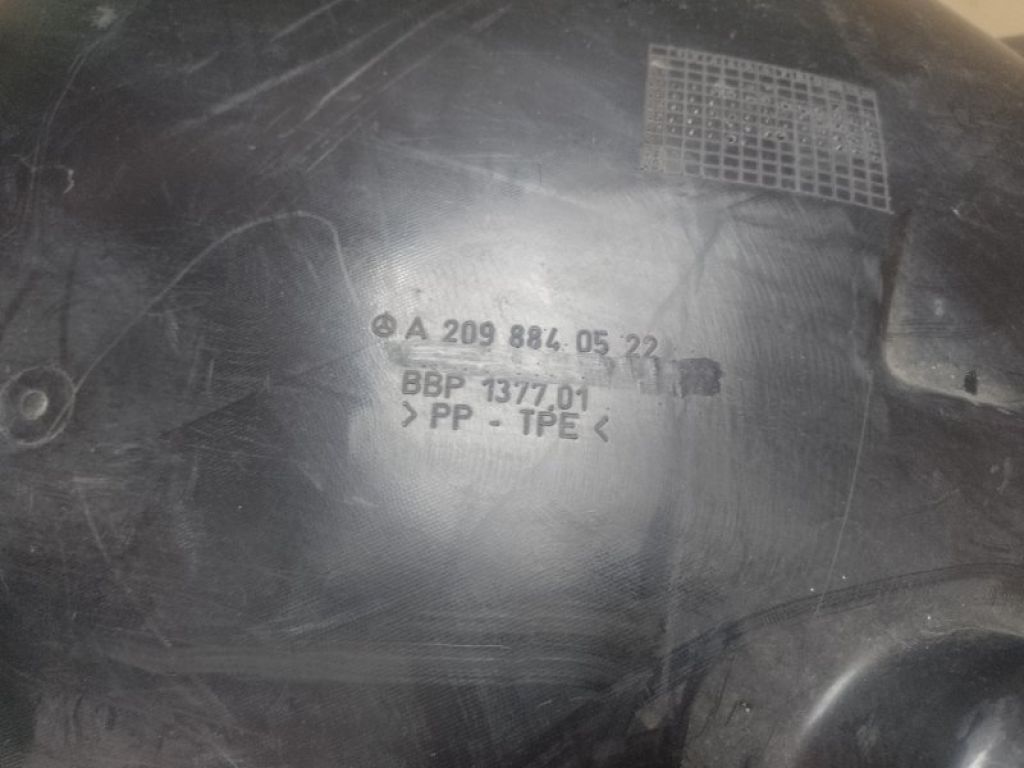 A 209 884 05 22
BBP 1377.01
> PP - TPE <